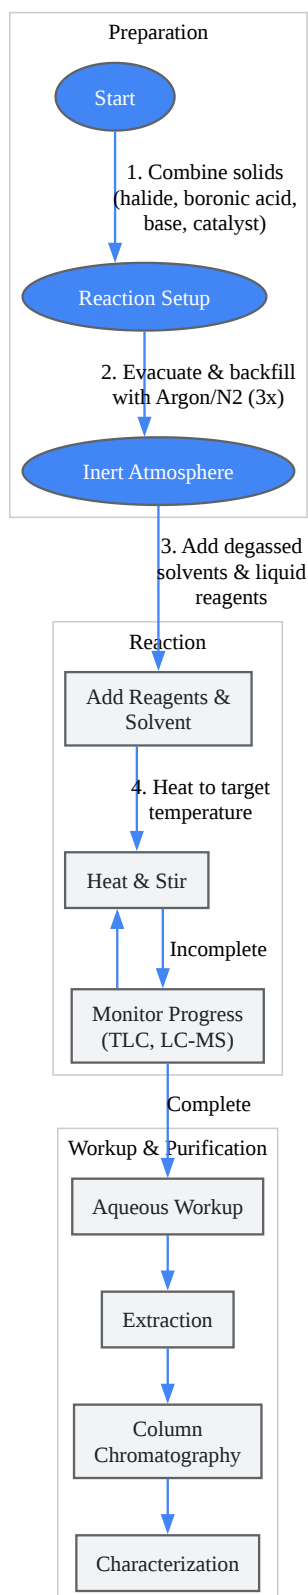 Preparation
Start
1. Combine solids
(halide, boronic acid,
base, catalyst)
Reaction Setup
2. Evacuate & backfill
with Argon/N2 (3x)
Inert Atmosphere
3. Add degassed
solvents & liquid
reagents
Reaction
Add Reagents &
Solvent
4. Heat to target
temperature
Heat & Stir
Incomplete
Monitor Progress
(TLC, LC-MS)
Complete
Workup & Purification
Aqueous Workup
Extraction
Column
Chromatography
Characterization